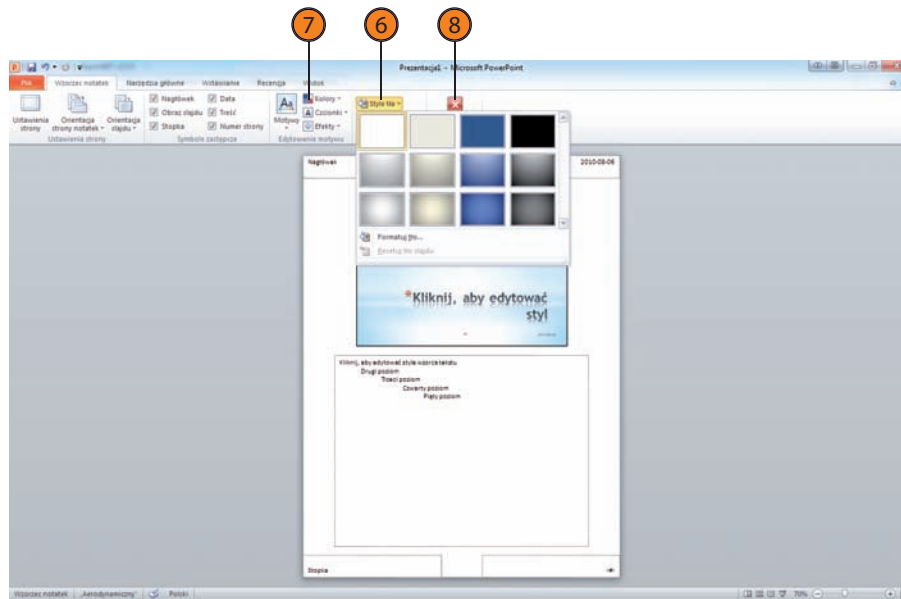 7 6 8
Prezentacja1 - Microsoft PowerPoint
Plik Wzorzec notatek Narzędzia główne Wstawianie Recenzja Widok
Ustawienia strony
Orientacja strony notatek
Orientacja slajdu
Ustawienia strony
Nagłówek Data
Obraz slajdu Treść
Stopka Numer strony
Symbole zastępcze
Motywy
Kolory
Czcionki
Efekty
Edytowanie motywu
Style tła
Formatuj tło...
Resetuj tło slajdu
Nagłówek 2010-08-06
*Kliknij, aby edytować
styl
Kliknij, aby edytować style wzorca tekstu
Drugi poziom
Trzeci poziom
Czwarty poziom
Piąty poziom
Stopka ‹#›
Wzorzec notatek „Aerodynamiczny” Polski 70%